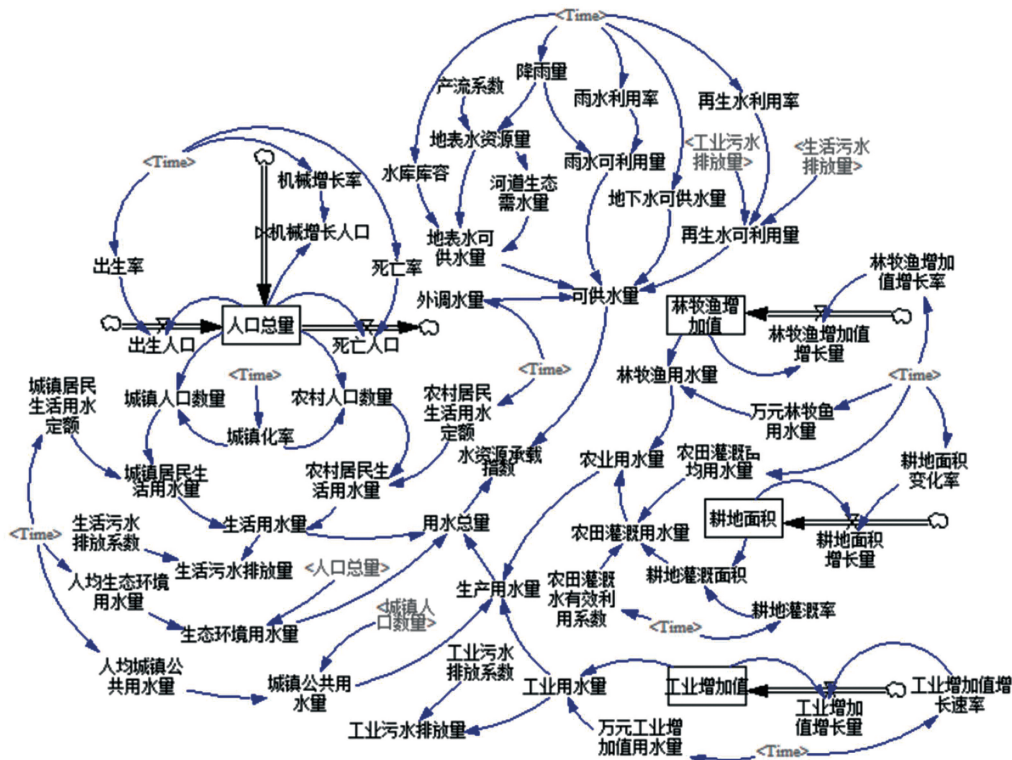 <Time>
降雨量
产流系数
雨水利用率
再生水利用率
地表水资源量
<工业污水
排放量>
<生活污水
排放量>
<Time>
水库库容
雨水可利用量
机械增长率
河道生态
需水量
地下水可供水量
机械增长人口
地表水可
供水量
再生水可利用量
出生率
死亡率
林牧渔增加
值增长率
外调水量
可供水量
林牧渔增
加值
人口总量
出生人口
死亡人口
林牧渔增加值
增长量
<Time>
<Time>
<Time>
林牧渔用水量
城镇居民
生活用水
定额
城镇人口数量
农村人口数量
农村居民
生活用水
定额
万元林牧鱼
用水量
城镇化率
水资源承载
指数
农业用水量
农田灌溉
均用水量
耕地面积
变化率
城镇居民生
活用水量
农村居民生
活用水量
生活污水
排放系数
生活用水量
用水总量
耕地面积
<Time>
农田灌溉用水量
耕地面积
增长量
生活污水排放量
<人口总量>
人均生态环境
用水量
生产用水量
农田灌溉
水有效利
用系数
耕地灌溉面积
<城镇人
口数量>
耕地灌溉率
生态环境用水量
<Time>
工业污水
排放系数
人均城镇公
共用水量
城镇公共用
水量
工业用水量
工业增加值
工业增加值增
长速率
工业增加
值增长量
工业污水排放量
万元工业增
加值用水量
<Time>